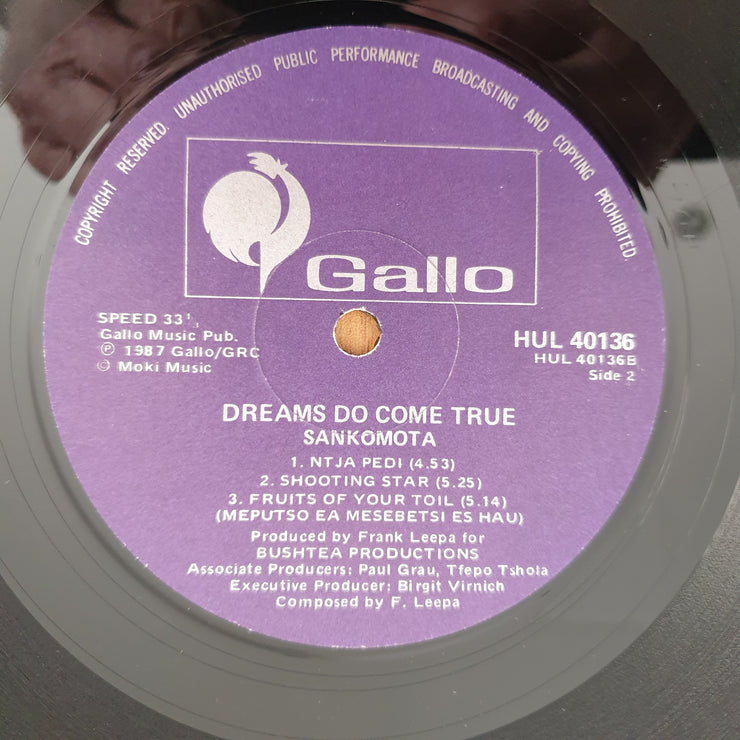 COPYRIGHT RESERVED. UNAUTHORISED PUBLIC PERFORMANCE BROADCASTING AND COPYING PROHIBITED.
Gallo
SPEED 33⅓
Gallo Music Pub.
℗ 1987 Gallo/GRC
© Moki Music
HUL 40136
HUL 40136B
Side 2
DREAMS DO COME TRUE
SANKOMOTA
1. NTJA PEDI (4.53)
2. SHOOTING STAR (5.25)
3. FRUITS OF YOUR TOIL (5.14)
(MEPUTSO EA MESEBETSI ES HAU)
Produced by Frank Leepa for
BUSHTEA PRODUCTIONS
Associate Producers: Paul Grau, Tfepo Tshola
Executive Producer: Birgit Virnich
Composed by F. Leepa